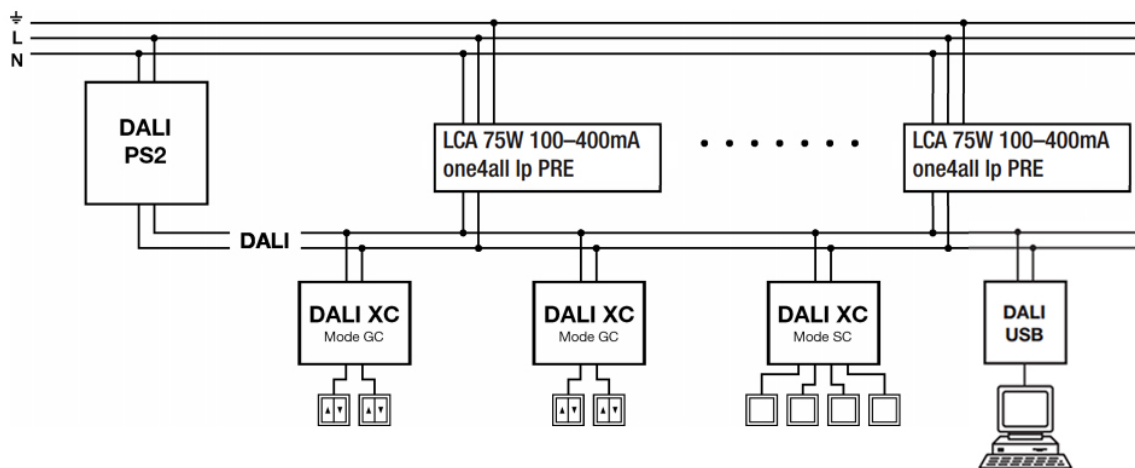 ⏚
L
N
DALI
PS2
LCA 75W 100–400mA
one4all lp PRE
LCA 75W 100–400mA
one4all lp PRE
DALI
DALI XC
Mode GC
DALI XC
Mode GC
DALI XC
Mode SC
DALI
USB